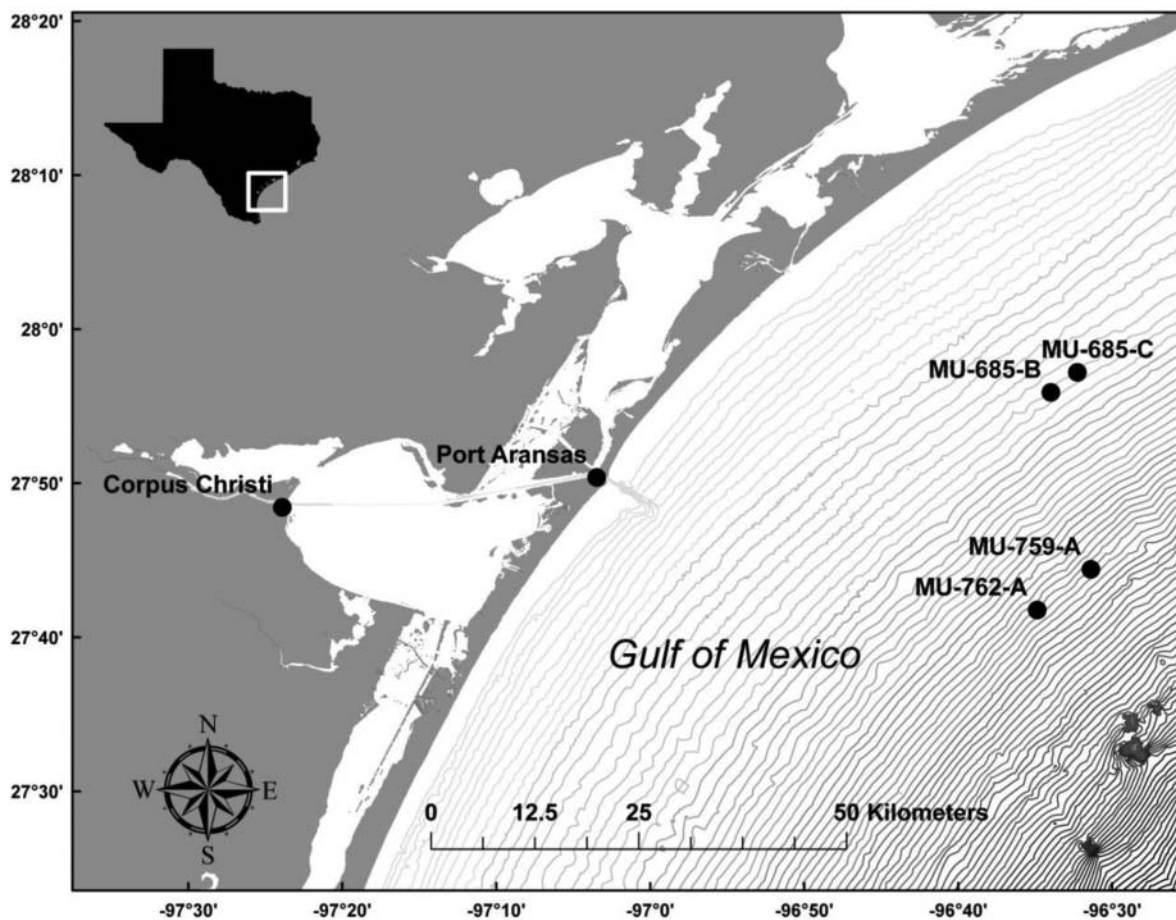 28°20'
28°10'
28°0'
27°50'
27°40'
27°30'
MU-685-C
MU-685-B
Port Aransas
Corpus Christi
MU-759-A
MU-762-A
Gulf of Mexico
N
W E
S
0 12.5 25 50 Kilometers
-97°30' -97°20' -97°10' -97°0' -96°50' -96°40' -96°30'